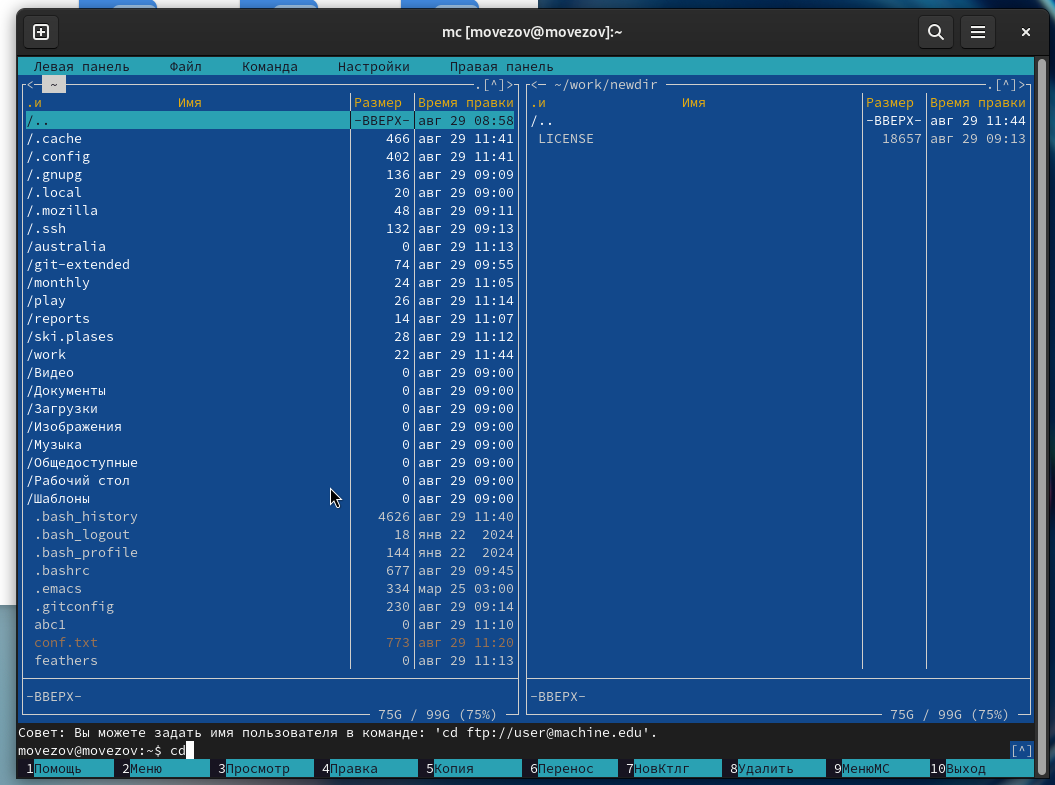 mc [movezov@movezov]:~
Левая панель Файл Команда Настройки Правая панель
<─ ~ .[^]>
.и Имя Размер Время правки
/.. -ВВЕРХ- авг 29 08:58
/.cache 466 авг 29 11:41
/.config 402 авг 29 11:41
/.gnupg 136 авг 29 09:09
/.local 20 авг 29 09:00
/.mozilla 48 авг 29 09:11
/.ssh 132 авг 29 09:13
/australia 0 авг 29 11:13
/git-extended 74 авг 29 09:55
/monthly 24 авг 29 11:05
/play 26 авг 29 11:14
/reports 14 авг 29 11:07
/ski.plases 28 авг 29 11:12
/work 22 авг 29 11:44
/Видео 0 авг 29 09:00
/Документы 0 авг 29 09:00
/Загрузки 0 авг 29 09:00
/Изображения 0 авг 29 09:00
/Музыка 0 авг 29 09:00
/Общедоступные 0 авг 29 09:00
/Рабочий стол 0 авг 29 09:00
/Шаблоны 0 авг 29 09:00
.bash_history 4626 авг 29 11:40
.bash_logout 18 янв 22 2024
.bash_profile 144 янв 22 2024
.bashrc 677 авг 29 09:45
.emacs 334 мар 25 03:00
.gitconfig 230 авг 29 09:14
abc1 0 авг 29 11:10
conf.txt 773 авг 29 11:20
feathers 0 авг 29 11:13
-ВВЕРХ-
75G / 99G (75%)
<─ ~/work/newdir .[^]>
.и Имя Размер Время правки
/.. -ВВЕРХ- авг 29 11:44
LICENSE 18657 авг 29 09:13
-ВВЕРХ-
75G / 99G (75%)
Совет: Вы можете задать имя пользователя в команде: 'cd ftp://user@machine.edu'.
movezov@movezov:~$ cd [^]
1Помощь 2Меню 3Просмотр 4Правка 5Копия 6Перенос 7НовКтлг 8Удалить 9МенюMC 10Выход